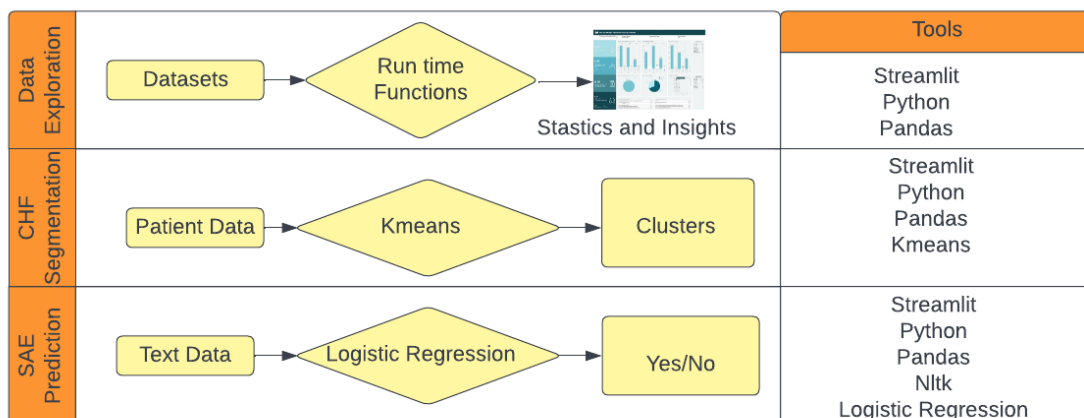 Data
Exploration
Datasets
Run time
Functions
Stastics and Insights
Tools
Streamlit
Python
Pandas
CHF
Segmentation
Patient Data
Kmeans
Clusters
Streamlit
Python
Pandas
Kmeans
SAE
Prediction
Text Data
Logistic Regression
Yes/No
Streamlit
Python
Pandas
Nltk
Logistic Regression